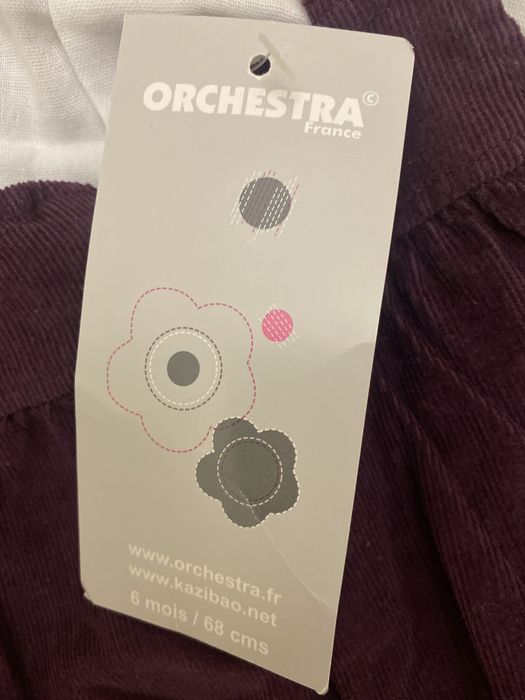 ORCHESTRA©
France
www.orchestra.fr
www.kazibao.net
6 mois / 68 cms